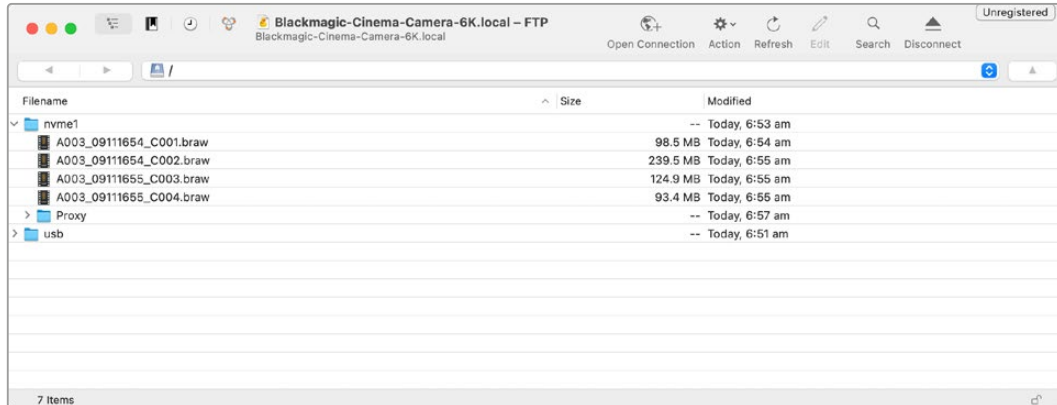 Unregistered
Blackmagic-Cinema-Camera-6K.local – FTP
Blackmagic-Cinema-Camera-6K.local
Open Connection Action Refresh Edit Search Disconnect
/
Filename Size Modified
nvme1 -- Today, 6:53 am
A003_09111654_C001.braw 98.5 MB Today, 6:54 am
A003_09111654_C002.braw 239.5 MB Today, 6:55 am
A003_09111655_C003.braw 124.9 MB Today, 6:55 am
A003_09111655_C004.braw 93.4 MB Today, 6:55 am
Proxy -- Today, 6:57 am
usb -- Today, 6:51 am
7 Items